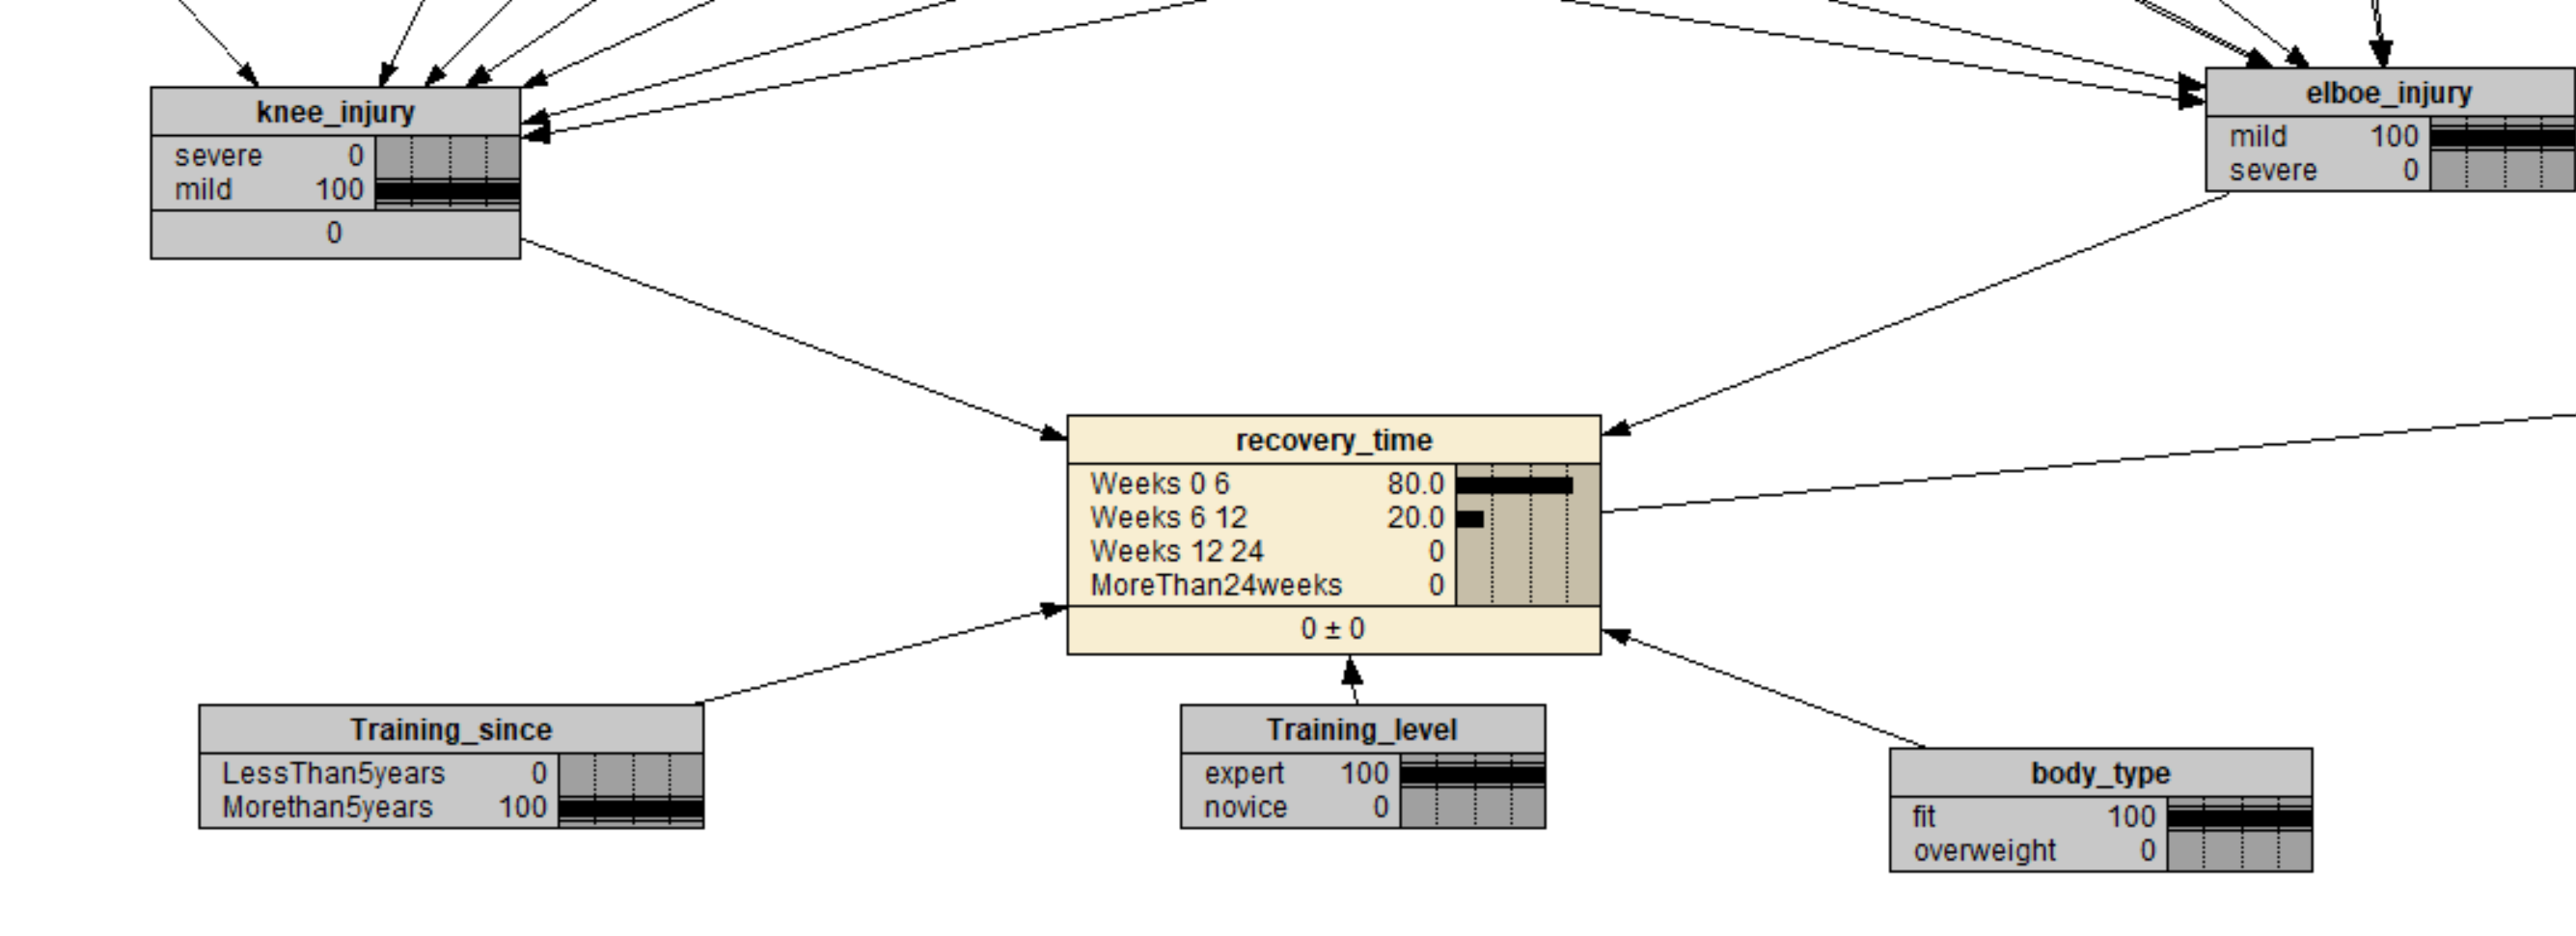 knee_injury
severe 0
mild 100
0
elboe_injury
mild 100
severe 0
recovery_time
Weeks 0 6 80.0
Weeks 6 12 20.0
Weeks 12 24 0
MoreThan24weeks 0
0 ± 0
Training_since
LessThan5years 0
Morethan5years 100
Training_level
expert 100
novice 0
body_type
fit 100
overweight 0